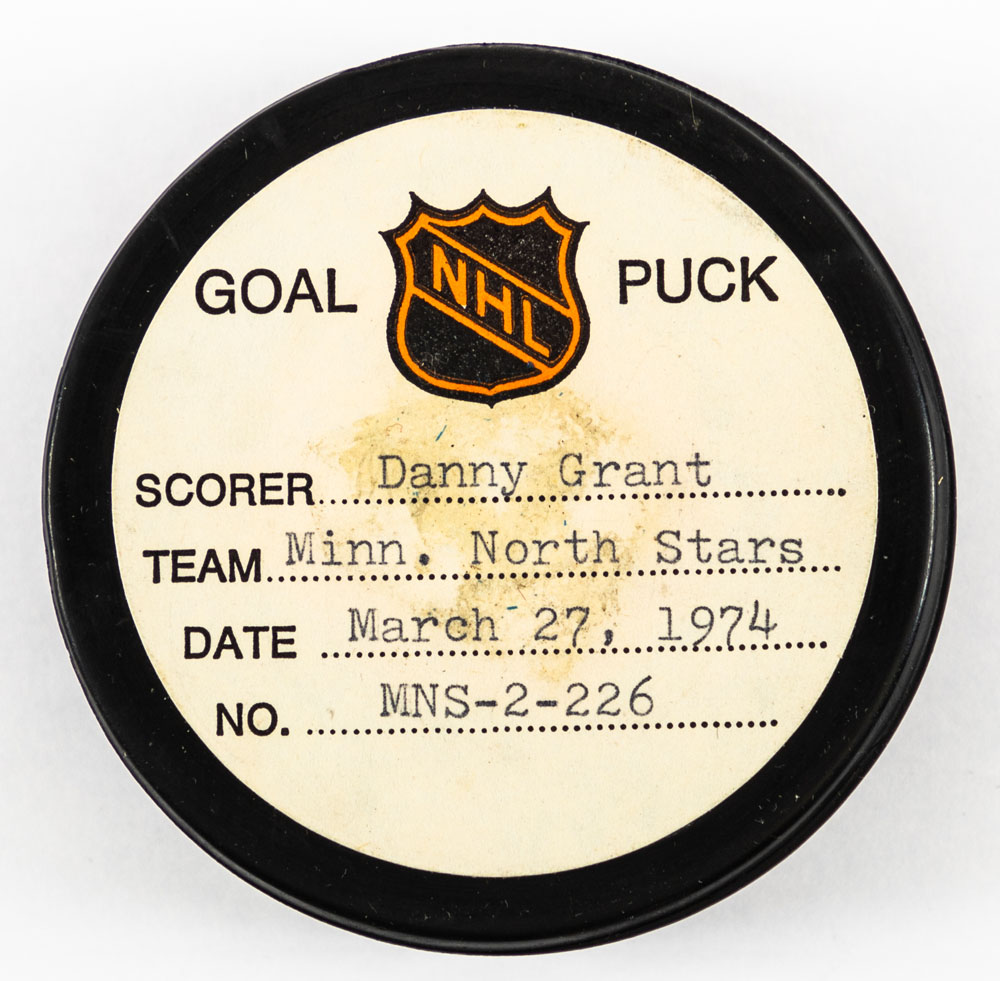 GOAL NHL PUCK
SCORER....Danny Grant............
TEAM..Minn. North Stars....
DATE ....March 27, 1974....
NO. ......MNS-2-226............